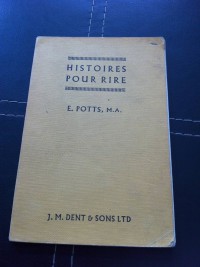 HISTOIRES
POUR RIRE
E. POTTS, M.A.
J. M. DENT & SONS LTD